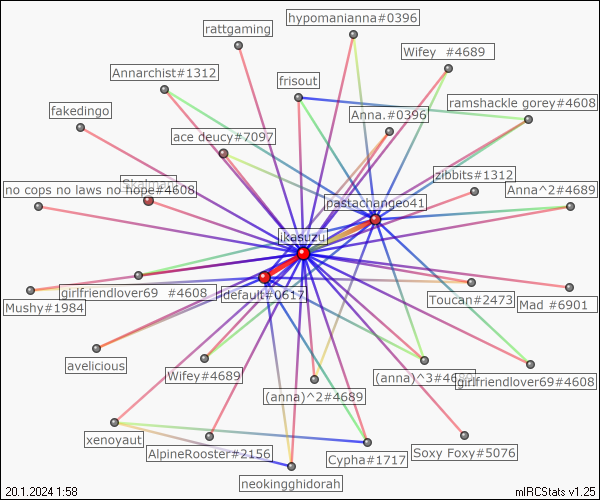 hypomanianna#0396
rattgaming
Wifey #4689
Annarchist#1312
frisout
ramshackle gorey#4608
fakedingo
Anna.#0396
ace deucy#7097
zibbits#1312
no cops no laws no hope#4608
Anna^2#4689
pastachangeo41
ikasuzu
girlfriendlover69 #4608
default#0617
Toucan#2473
Mushy#1984
Mad #6901
avelicious
Wifey#4689
(anna)^3#4689
girlfriendlover69#4608
(anna)^2#4689
xenoyaut
AlpineRooster#2156
Cypha#1717
Soxy Foxy#5076
neokingghidorah
20.1.2024 1:58
mIRCStats v1.25